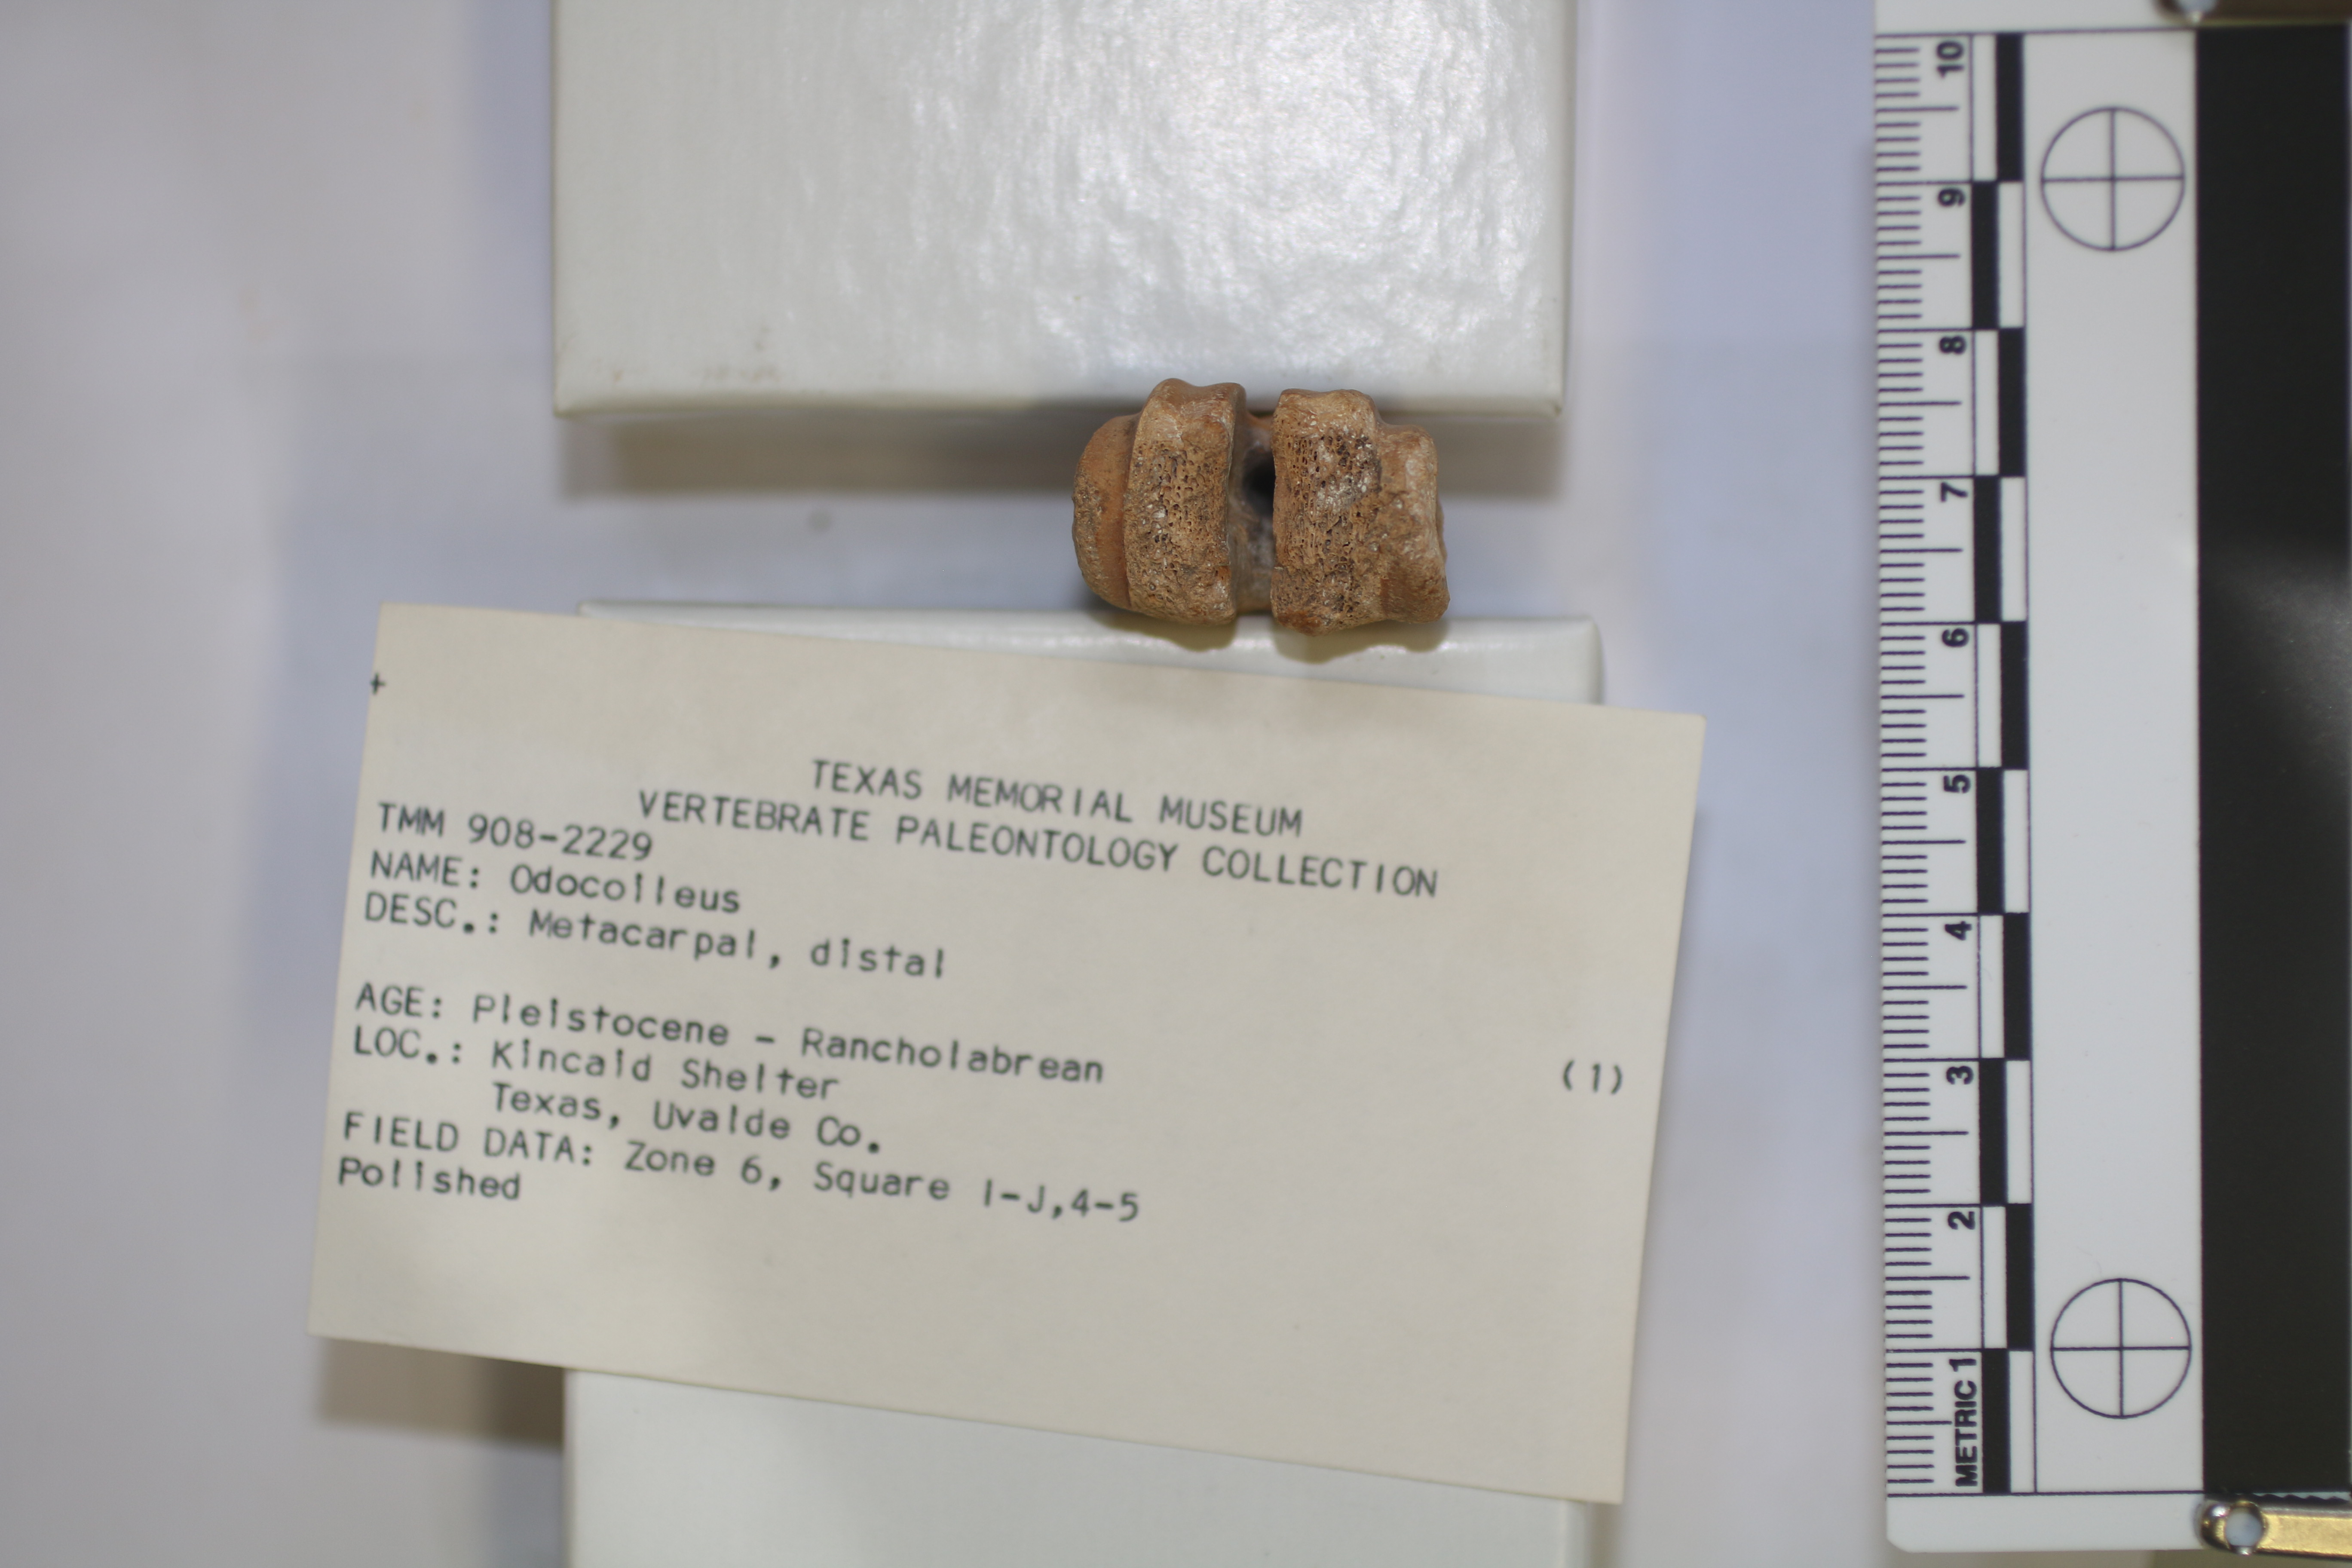 TEXAS MEMORIAL MUSEUM
VERTEBRATE PALEONTOLOGY COLLECTION
TMM 908-2229
NAME: Odocoileus
DESC.: Metacarpal, distal
AGE: Pleistocene - Rancholabrean
LOC.: Kincaid Shelter
Texas, Uvalde Co.
FIELD DATA: Zone 6, Square I-J,4-5
Polished
(1)
METRIC 1 2 3 4 5 6 7 8 9 10